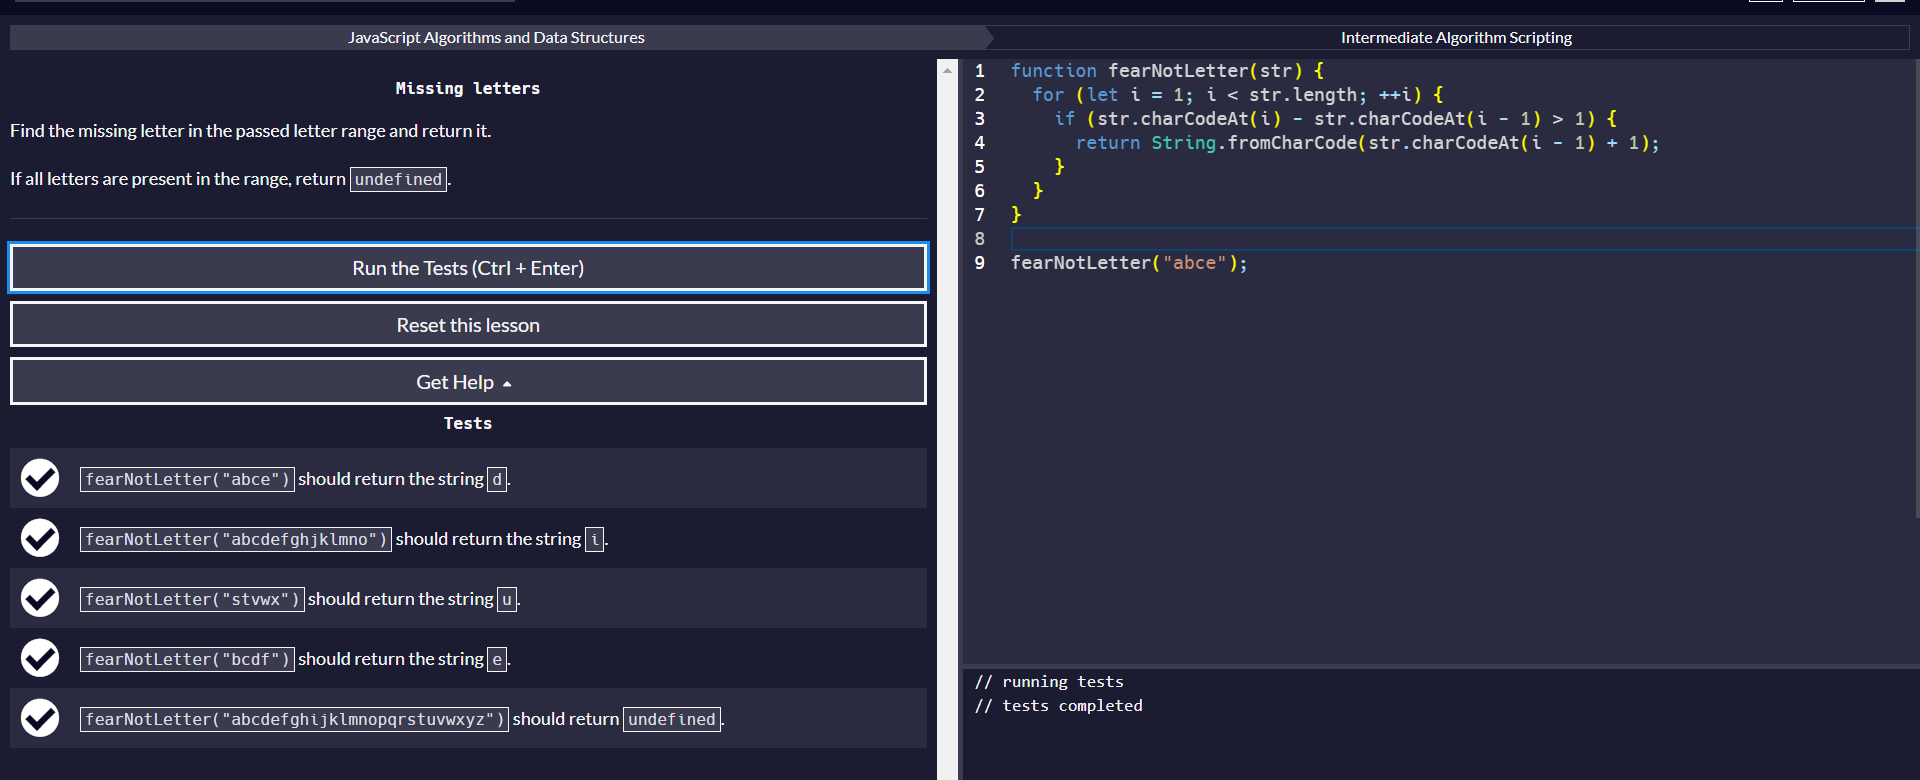 JavaScript Algorithms and Data Structures
Intermediate Algorithm Scripting
Missing letters
Find the missing letter in the passed letter range and return it.
If all letters are present in the range, return undefined.
Run the Tests (Ctrl + Enter)
Reset this lesson
Get Help
Tests
fearNotLetter("abce") should return the string d.
fearNotLetter("abcdefghjklmno") should return the string i.
fearNotLetter("stvwx") should return the string u.
fearNotLetter("bcdf") should return the string e.
fearNotLetter("abcdefghijklmnopqrstuvwxyz") should return undefined.
1 function fearNotLetter(str) {
2   for (let i = 1; i < str.length; ++i) {
3     if (str.charCodeAt(i) - str.charCodeAt(i - 1) > 1) {
4       return String.fromCharCode(str.charCodeAt(i - 1) + 1);
5     }
6   }
7 }
8
9 fearNotLetter("abce");
// running tests
// tests completed